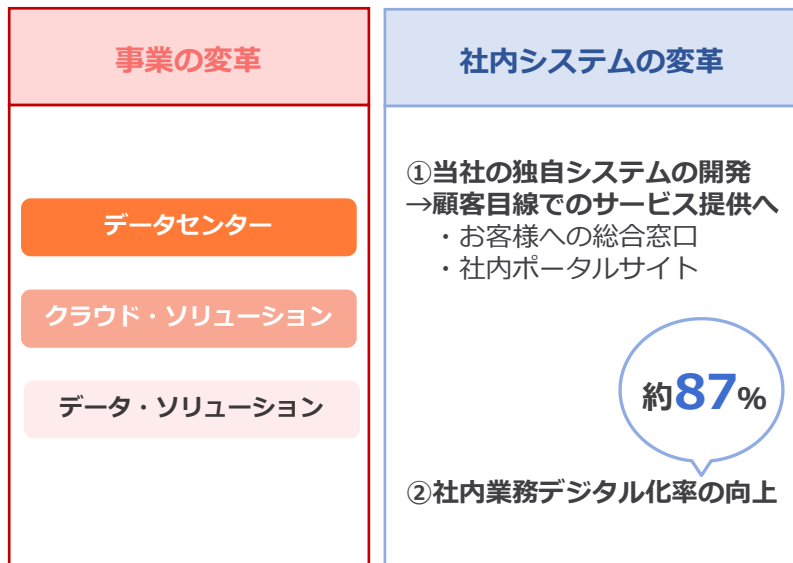 事業の変革
データセンター
クラウド・ソリューション
データ・ソリューション
社内システムの変革
①当社の独自システムの開発
→顧客目線でのサービス提供へ
・お客様への総合窓口
・社内ポータルサイト
約87%
②社内業務デジタル化率の向上